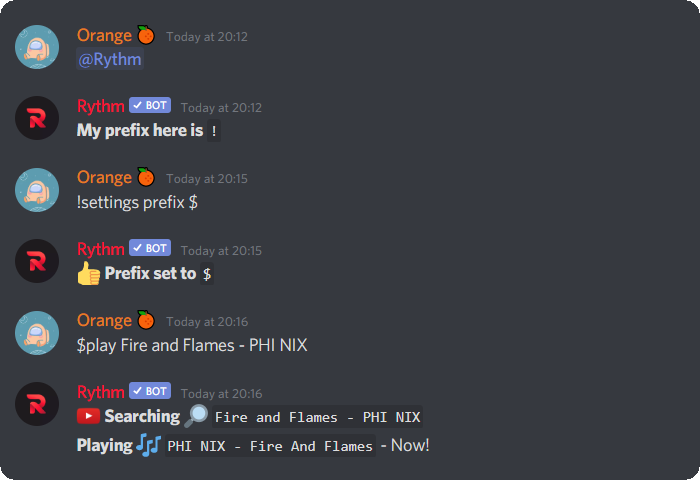 Orange 🍊 Today at 20:12
@Rythm
Rythm ✓ BOT Today at 20:12
My prefix here is !
Orange 🍊 Today at 20:15
!settings prefix $
Rythm ✓ BOT Today at 20:15
👍 Prefix set to $
Orange 🍊 Today at 20:16
$play Fire and Flames - PHI NIX
Rythm ✓ BOT Today at 20:16
Searching 🔎 Fire and Flames - PHI NIX
Playing 🎶 PHI NIX - Fire And Flames - Now!